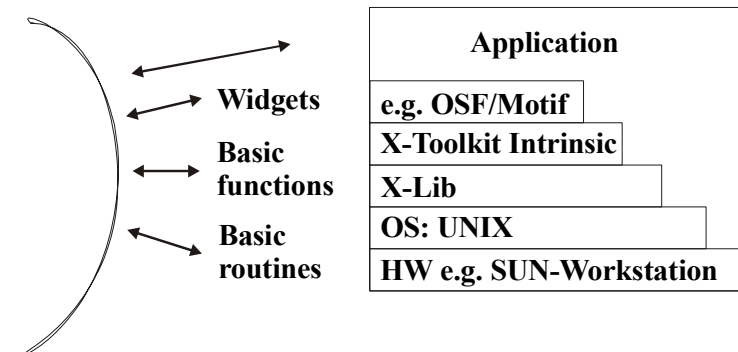 Application
Widgets
e.g. OSF/Motif
X-Toolkit Intrinsic
Basic
functions
X-Lib
OS: UNIX
Basic
routines
HW e.g. SUN-Workstation